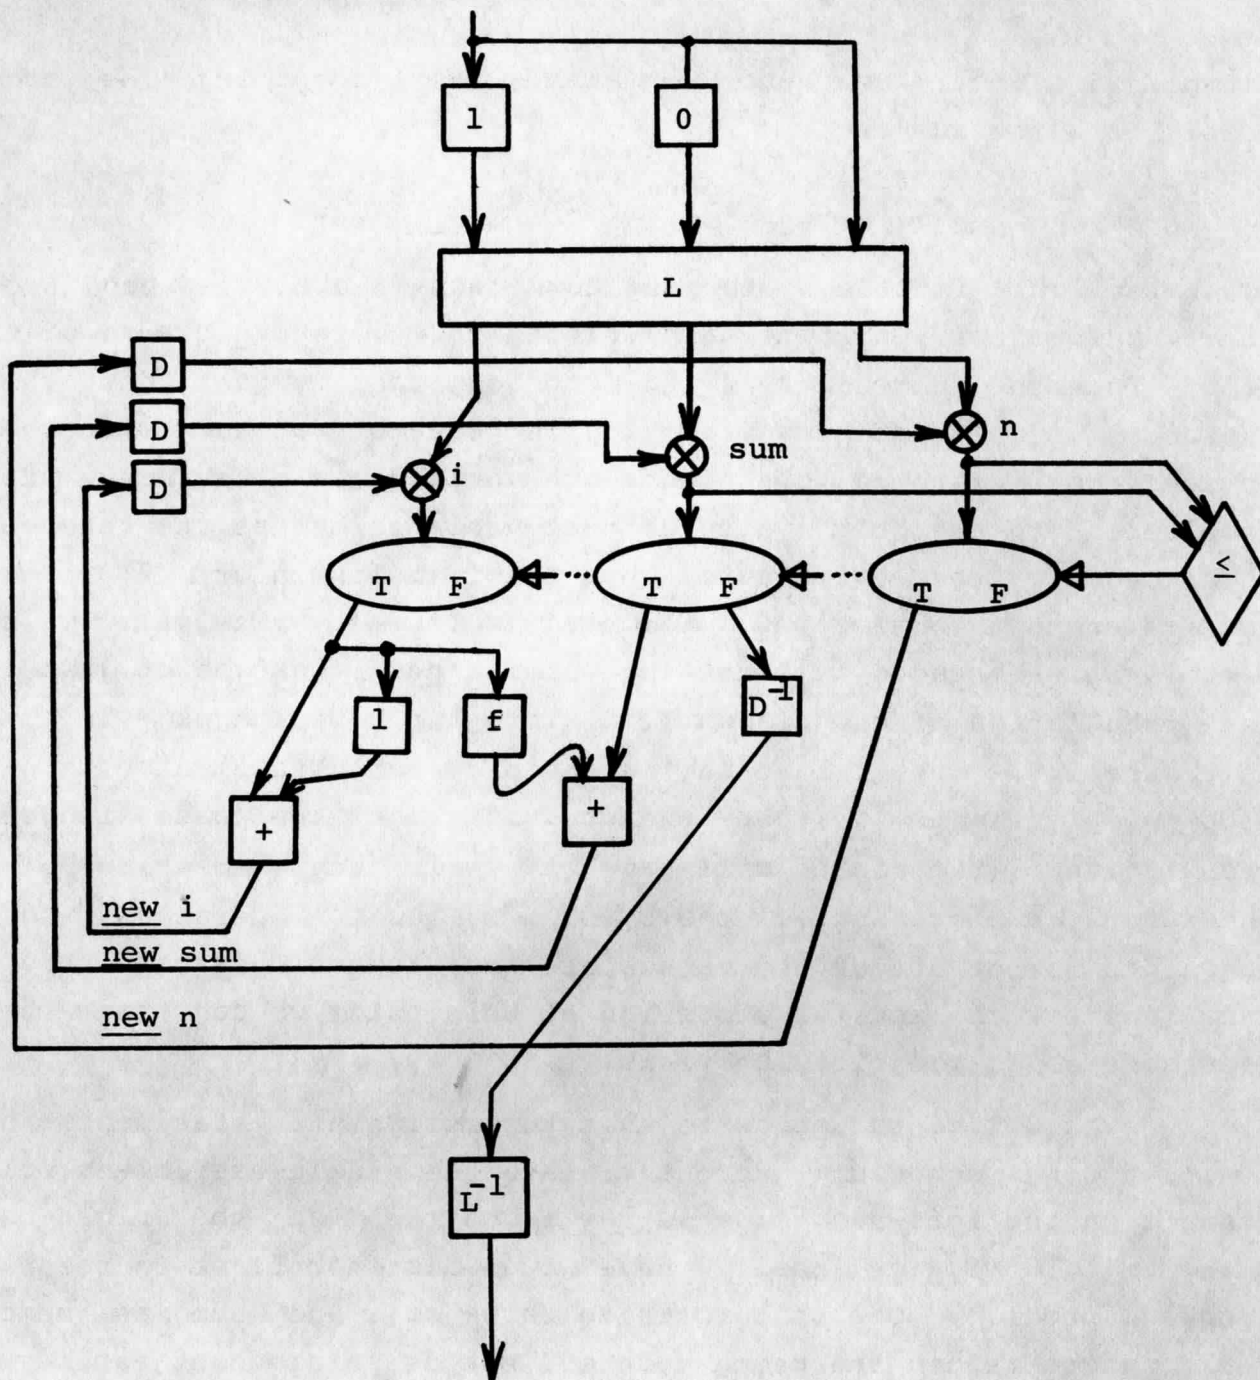 1 0
L
D
D
sum n
D i
T F T F T F ≤
1 f D⁻¹
+ +
new i
new sum
new n
L⁻¹